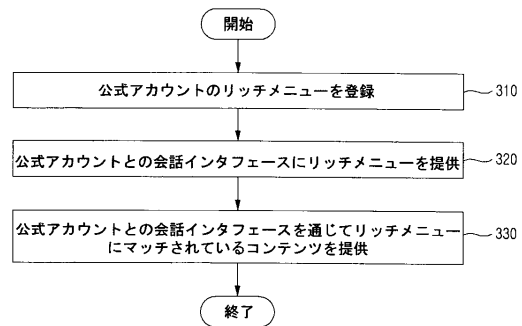 開始
公式アカウントのリッチメニューを登録
310
公式アカウントとの会話インタフェースにリッチメニューを提供
320
公式アカウントとの会話インタフェースを通じてリッチメニュー
にマッチされているコンテンツを提供
330
終了